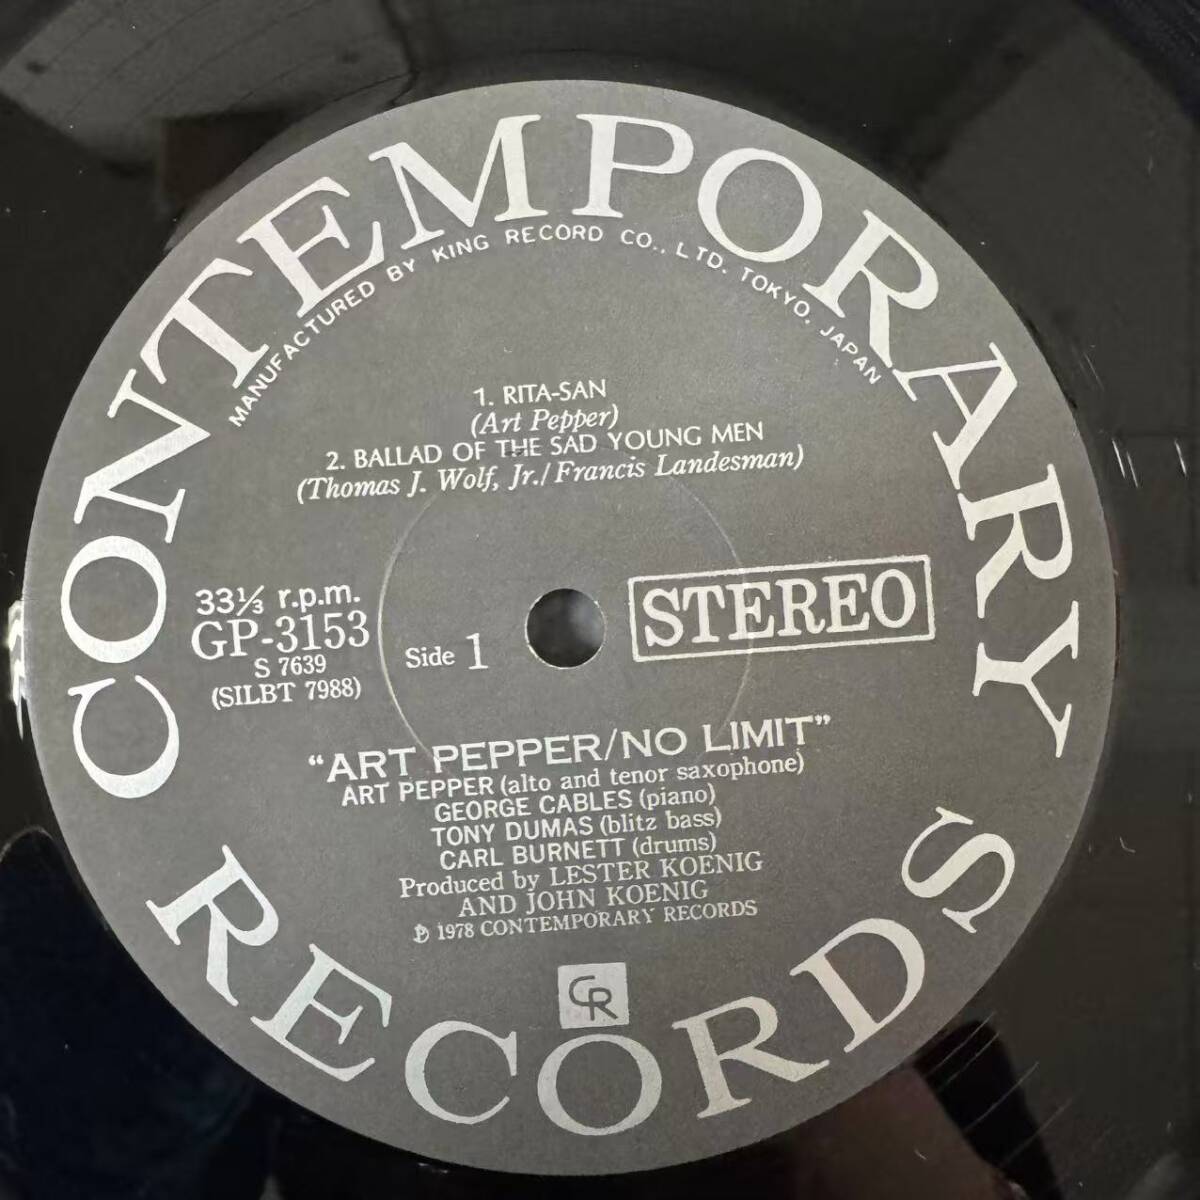 CONTEMPORARY
MANUFACTURED BY KING RECORD CO., LTD. TOKYO, JAPAN
1. RITA-SAN
(Art Pepper)
2. BALLAD OF THE SAD YOUNG MEN
(Thomas J. Wolf, Jr./Francis Landesman)
33⅓ r.p.m.
GP-3153
S 7639
(SILBT 7988)
Side 1
STEREO
"ART PEPPER/NO LIMIT"
ART PEPPER (alto and tenor saxophone)
GEORGE CABLES (piano)
TONY DUMAS (blitz bass)
CARL BURNETT (drums)
Produced by LESTER KOENIG
AND JOHN KOENIG
℗ 1978 CONTEMPORARY RECORDS
CR
RECORDS